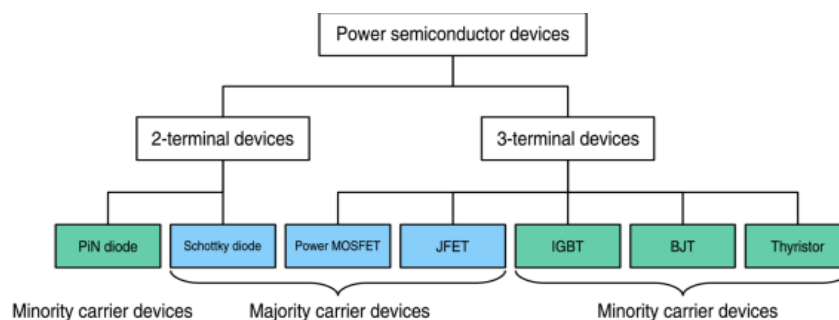 Power semiconductor devices
2-terminal devices
3-terminal devices
PiN diode
Schottky diode
Power MOSFET
JFET
IGBT
BJT
Thyristor
Minority carrier devices
Majority carrier devices
Minority carrier devices